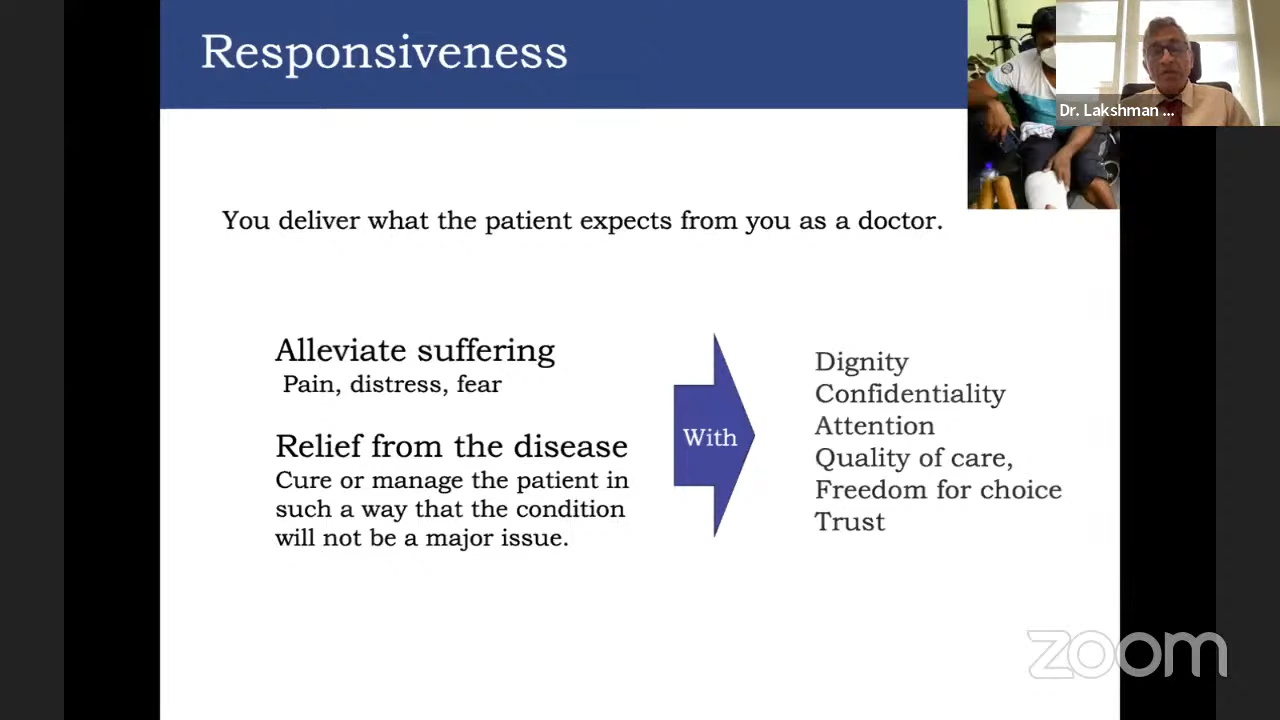 Responsiveness
Dr. Lakshman ...
You deliver what the patient expects from you as a doctor.
Alleviate suffering
Pain, distress, fear
Relief from the disease
Cure or manage the patient in
such a way that the condition
will not be a major issue.
With
Dignity
Confidentiality
Attention
Quality of care,
Freedom for choice
Trust
zoom